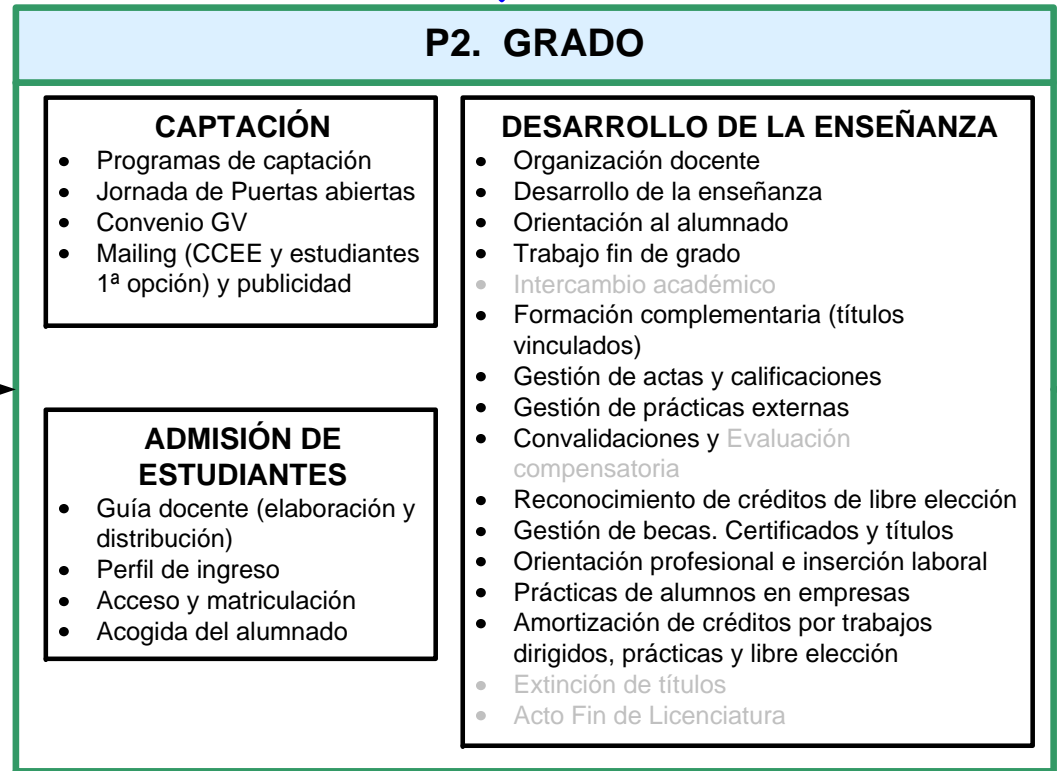 P2. GRADO
CAPTACIÓN
• Programas de captación
• Jornada de Puertas abiertas
• Convenio GV
• Mailing (CCEE y estudiantes
1ª opción) y publicidad
ADMISIÓN DE
ESTUDIANTES
• Guía docente (elaboración y
distribución)
• Perfil de ingreso
• Acceso y matriculación
• Acogida del alumnado
DESARROLLO DE LA ENSEÑANZA
• Organización docente
• Desarrollo de la enseñanza
• Orientación al alumnado
• Trabajo fin de grado
• Intercambio académico
• Formación complementaria (títulos
vinculados)
• Gestión de actas y calificaciones
• Gestión de prácticas externas
• Convalidaciones y Evaluación
compensatoria
• Reconocimiento de créditos de libre elección
• Gestión de becas. Certificados y títulos
• Orientación profesional e inserción laboral
• Prácticas de alumnos en empresas
• Amortización de créditos por trabajos
dirigidos, prácticas y libre elección
• Extinción de títulos
• Acto Fin de Licenciatura